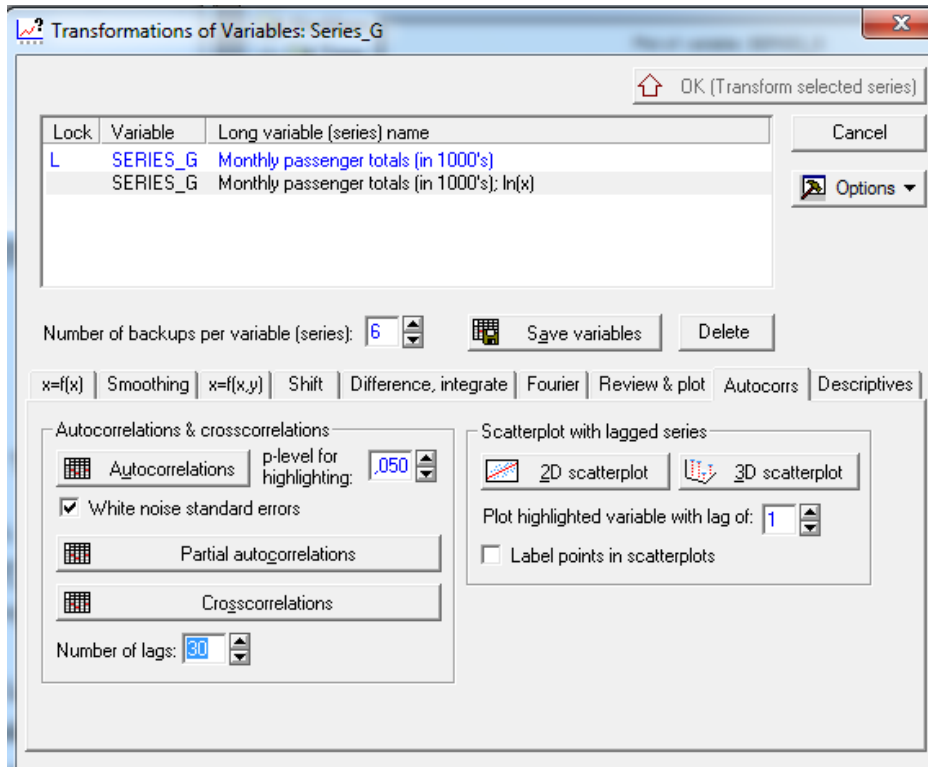 Transformations of Variables: Series_G
OK (Transform selected series)
Lock Variable Long variable (series) name
L SERIES_G Monthly passenger totals (in 1000's)
SERIES_G Monthly passenger totals (in 1000's); ln(x)
Cancel
Options
Number of backups per variable (series): 6
Save variables
Delete
x=f(x) Smoothing x=f(x,y) Shift Difference, integrate Fourier Review & plot Autocorrs Descriptives
Autocorrelations & crosscorrelations
Autocorrelations
p-level for
highlighting: ,050
White noise standard errors
Partial autocorrelations
Crosscorrelations
Number of lags: 30
Scatterplot with lagged series
2D scatterplot
3D scatterplot
Plot highlighted variable with lag of: 1
Label points in scatterplots